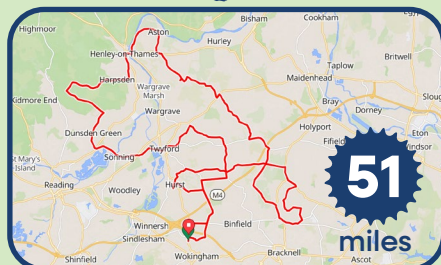 Highmoor
Bisham
Cookham
Aston
Hurley
Henley-on-Thames
Taplow
Britwell
Maidenhead
Harpsden
Wargrave
Marsh
Kidmore End
Bray
Dorney
Wargrave
Holyport
Eton
Dunsden Green
Fifield
Windsor
Twyford
Sonning
St Mary's
Island
Reading
Woodley
Hurst
M4
51
miles
Winnersh
Binfield
Sindlesham
Shinfield
Wokingham
Bracknell
Ascot